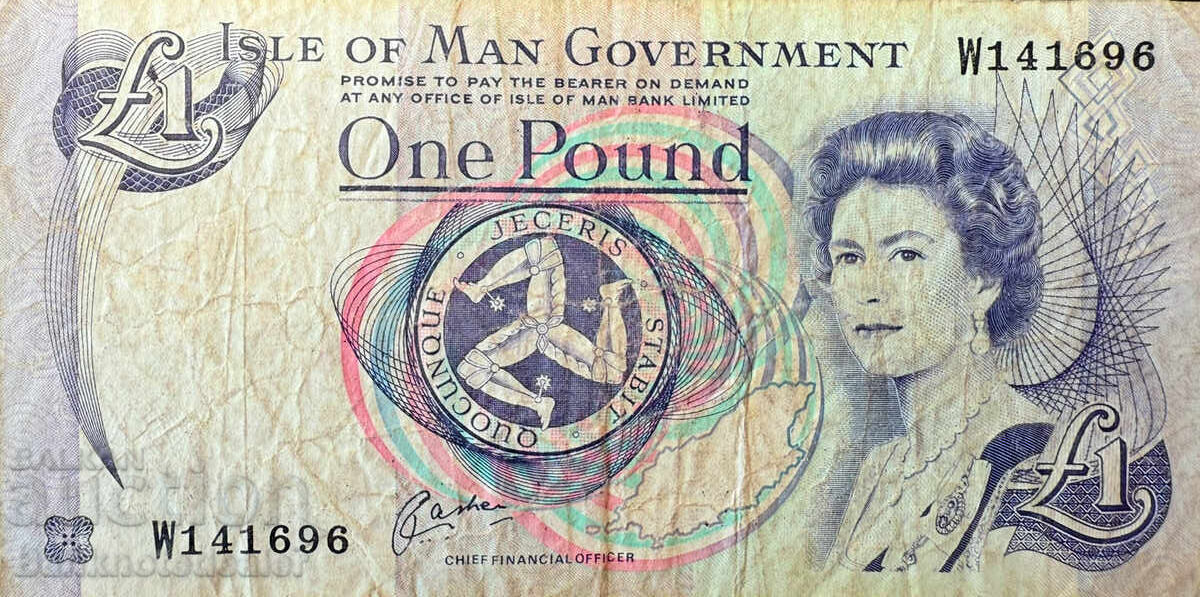 £1
ISLE OF MAN GOVERNMENT
W141696
PROMISE TO PAY THE BEARER ON DEMAND
AT ANY OFFICE OF ISLE OF MAN BANK LIMITED
ONE POUND
QUOCUNQUE · JECERIS · STABIT
£1
W141696
CHIEF FINANCIAL OFFICER
auction